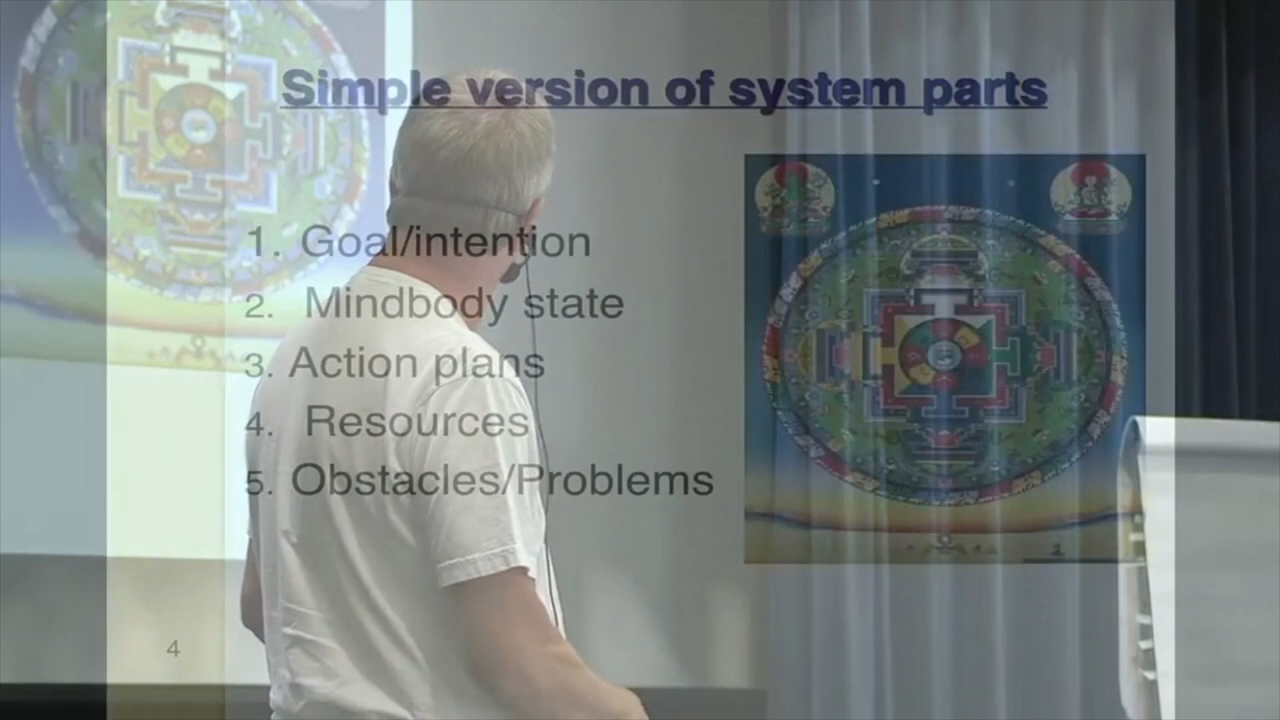 Simple version of system parts
1. Goal/intention
2. Mindbody state
3. Action plans
4. Resources
5. Obstacles/Problems
4